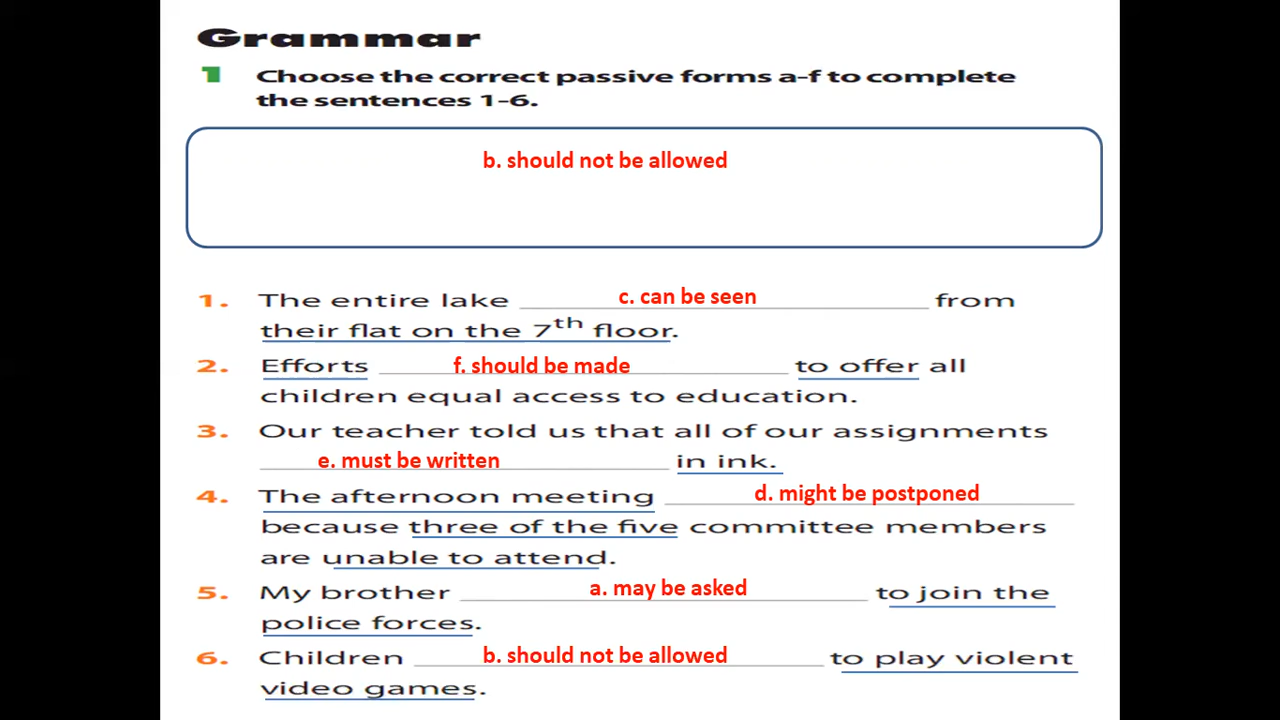 Grammar
1 Choose the correct passive forms a-f to complete
the sentences 1-6.
b. should not be allowed
1. The entire lake c. can be seen from
their flat on the 7th floor.
2. Efforts f. should be made to offer all
children equal access to education.
3. Our teacher told us that all of our assignments
e. must be written in ink.
4. The afternoon meeting d. might be postponed
because three of the five committee members
are unable to attend.
5. My brother a. may be asked to join the
police forces.
6. Children b. should not be allowed to play violent
video games.